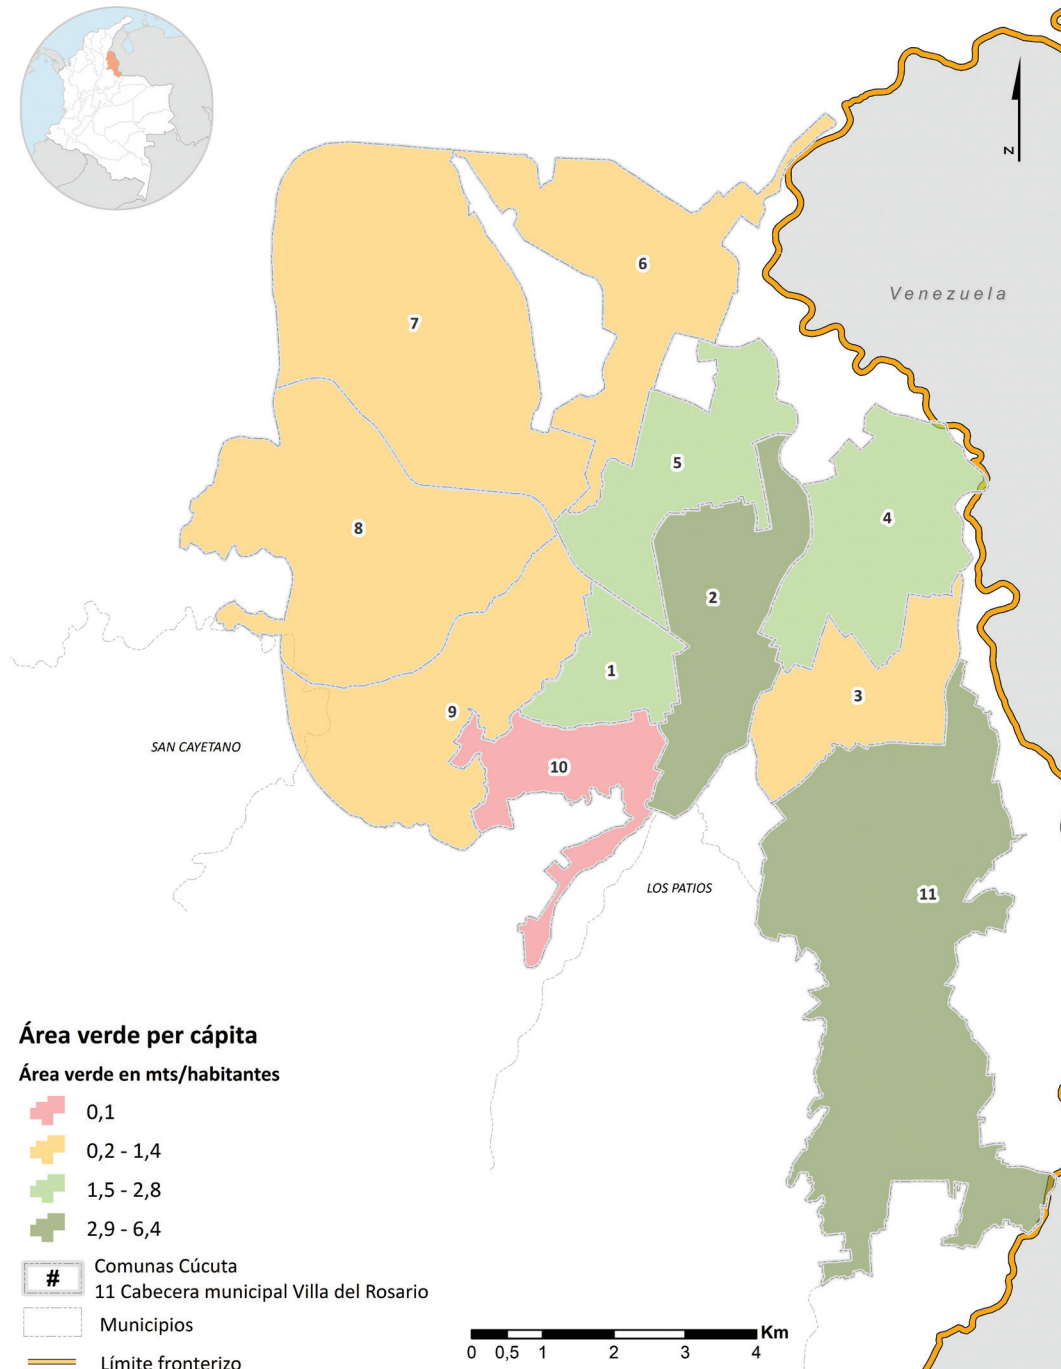 N
Venezuela
6
7
5
8
4
2
1
3
9
SAN CAYETANO
10
LOS PATIOS
11
Área verde per cápita
Área verde en mts/habitantes
0,1
0,2 - 1,4
1,5 - 2,8
2,9 - 6,4
# Comunas Cúcuta
11 Cabecera municipal Villa del Rosario
Municipios
Límite fronterizo
Km
0 0,5 1 2 3 4